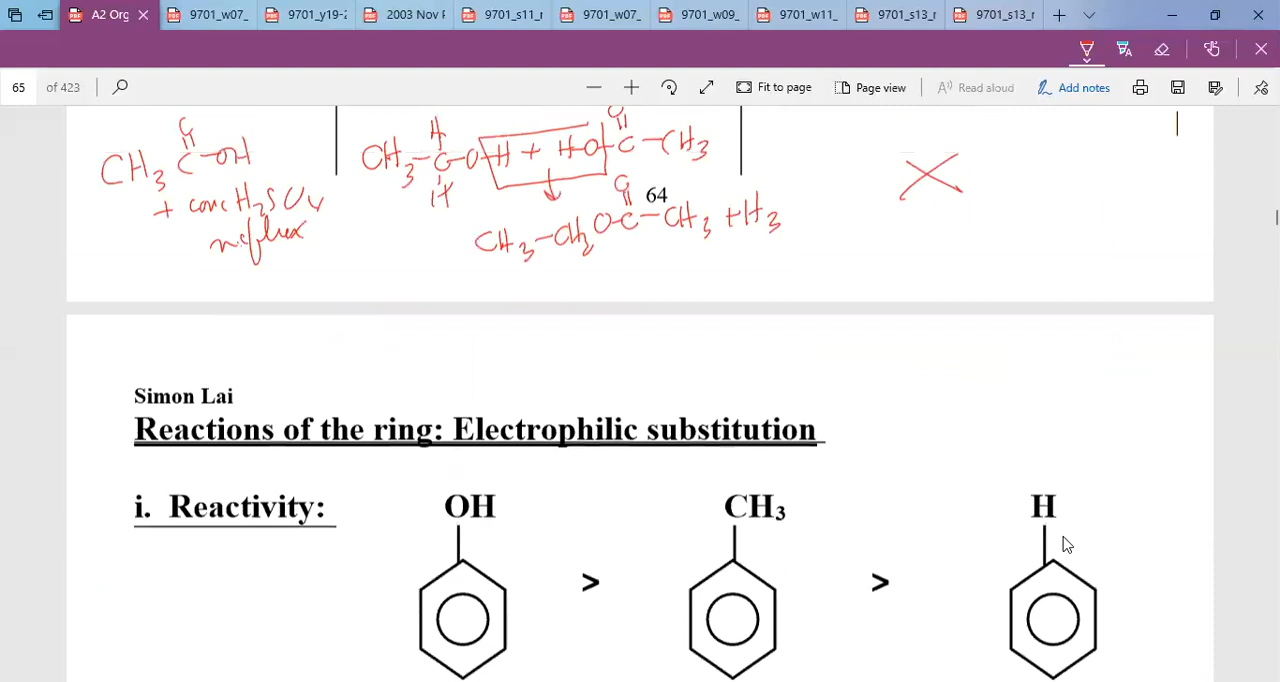 A2 Org
9701_w07_
9701_y19-2
2003 Nov F
9701_s11_r
9701_w07_
9701_w09_
9701_w11_
9701_s13_r
9701_s13_r
65 of 423
Fit to page
Page view
Read aloud
Add notes
CH3 C-OH
+ conc H2SO4
reflux
H
CH3-C-O-H + H-O-C-CH3
H
64
CH3-CH2O-C-CH3 + H3
Simon Lai
Reactions of the ring: Electrophilic substitution
i. Reactivity:
OH
CH3
H
>
>